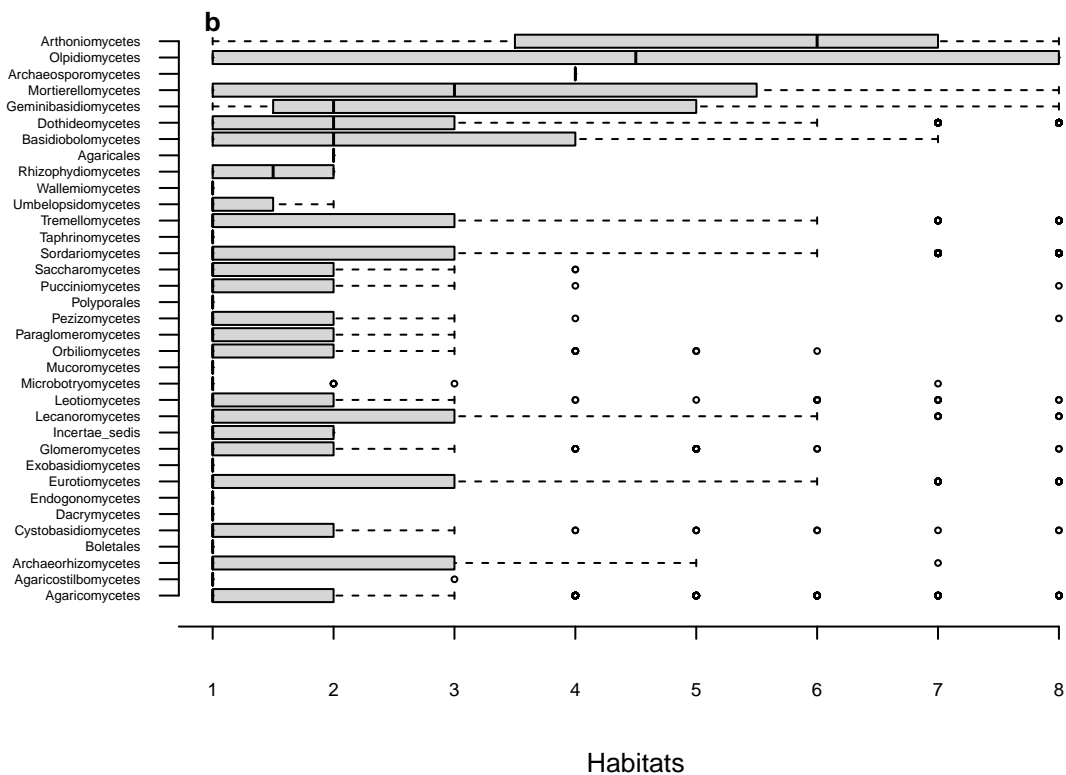 b
Arthoniomycetes
Olpidiomycetes
Archaeosporomycetes
Mortierellomycetes
Geminibasidiomycetes
Dothideomycetes
Basidiobolomycetes
Agaricales
Rhizophydiomycetes
Wallemiomycetes
Umbelopsidomycetes
Tremellomycetes
Taphrinomycetes
Sordariomycetes
Saccharomycetes
Pucciniomycetes
Polyporales
Pezizomycetes
Paraglomeromycetes
Orbiliomycetes
Mucoromycetes
Microbotryomycetes
Leotiomycetes
Lecanoromycetes
Incertae_sedis
Glomeromycetes
Exobasidiomycetes
Eurotiomycetes
Endogonomycetes
Dacrymycetes
Cystobasidiomycetes
Boletales
Archaeorhizomycetes
Agaricostilbomycetes
Agaricomycetes
1 2 3 4 5 6 7 8
Habitats